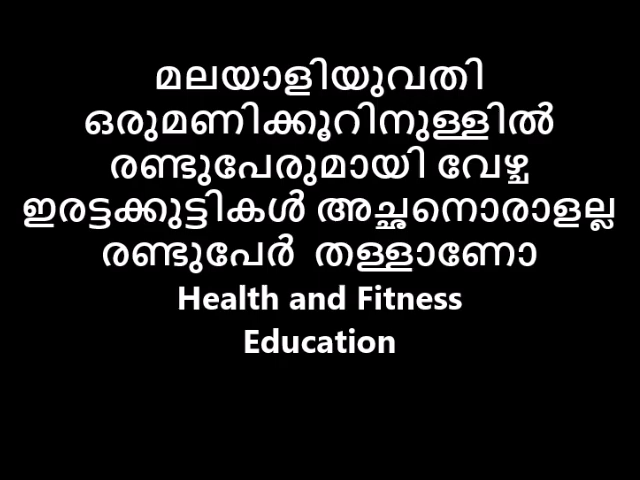 മലയാളിയുവതി
ഒരുമണിക്കൂറിനുള്ളിൽ
രണ്ടുപേരുമായി വേഴ്ച
ഇരട്ടക്കുട്ടികൾ അച്ഛനൊരാളല്ല
രണ്ടുപേർ തള്ളാണോ
Health and Fitness
Education